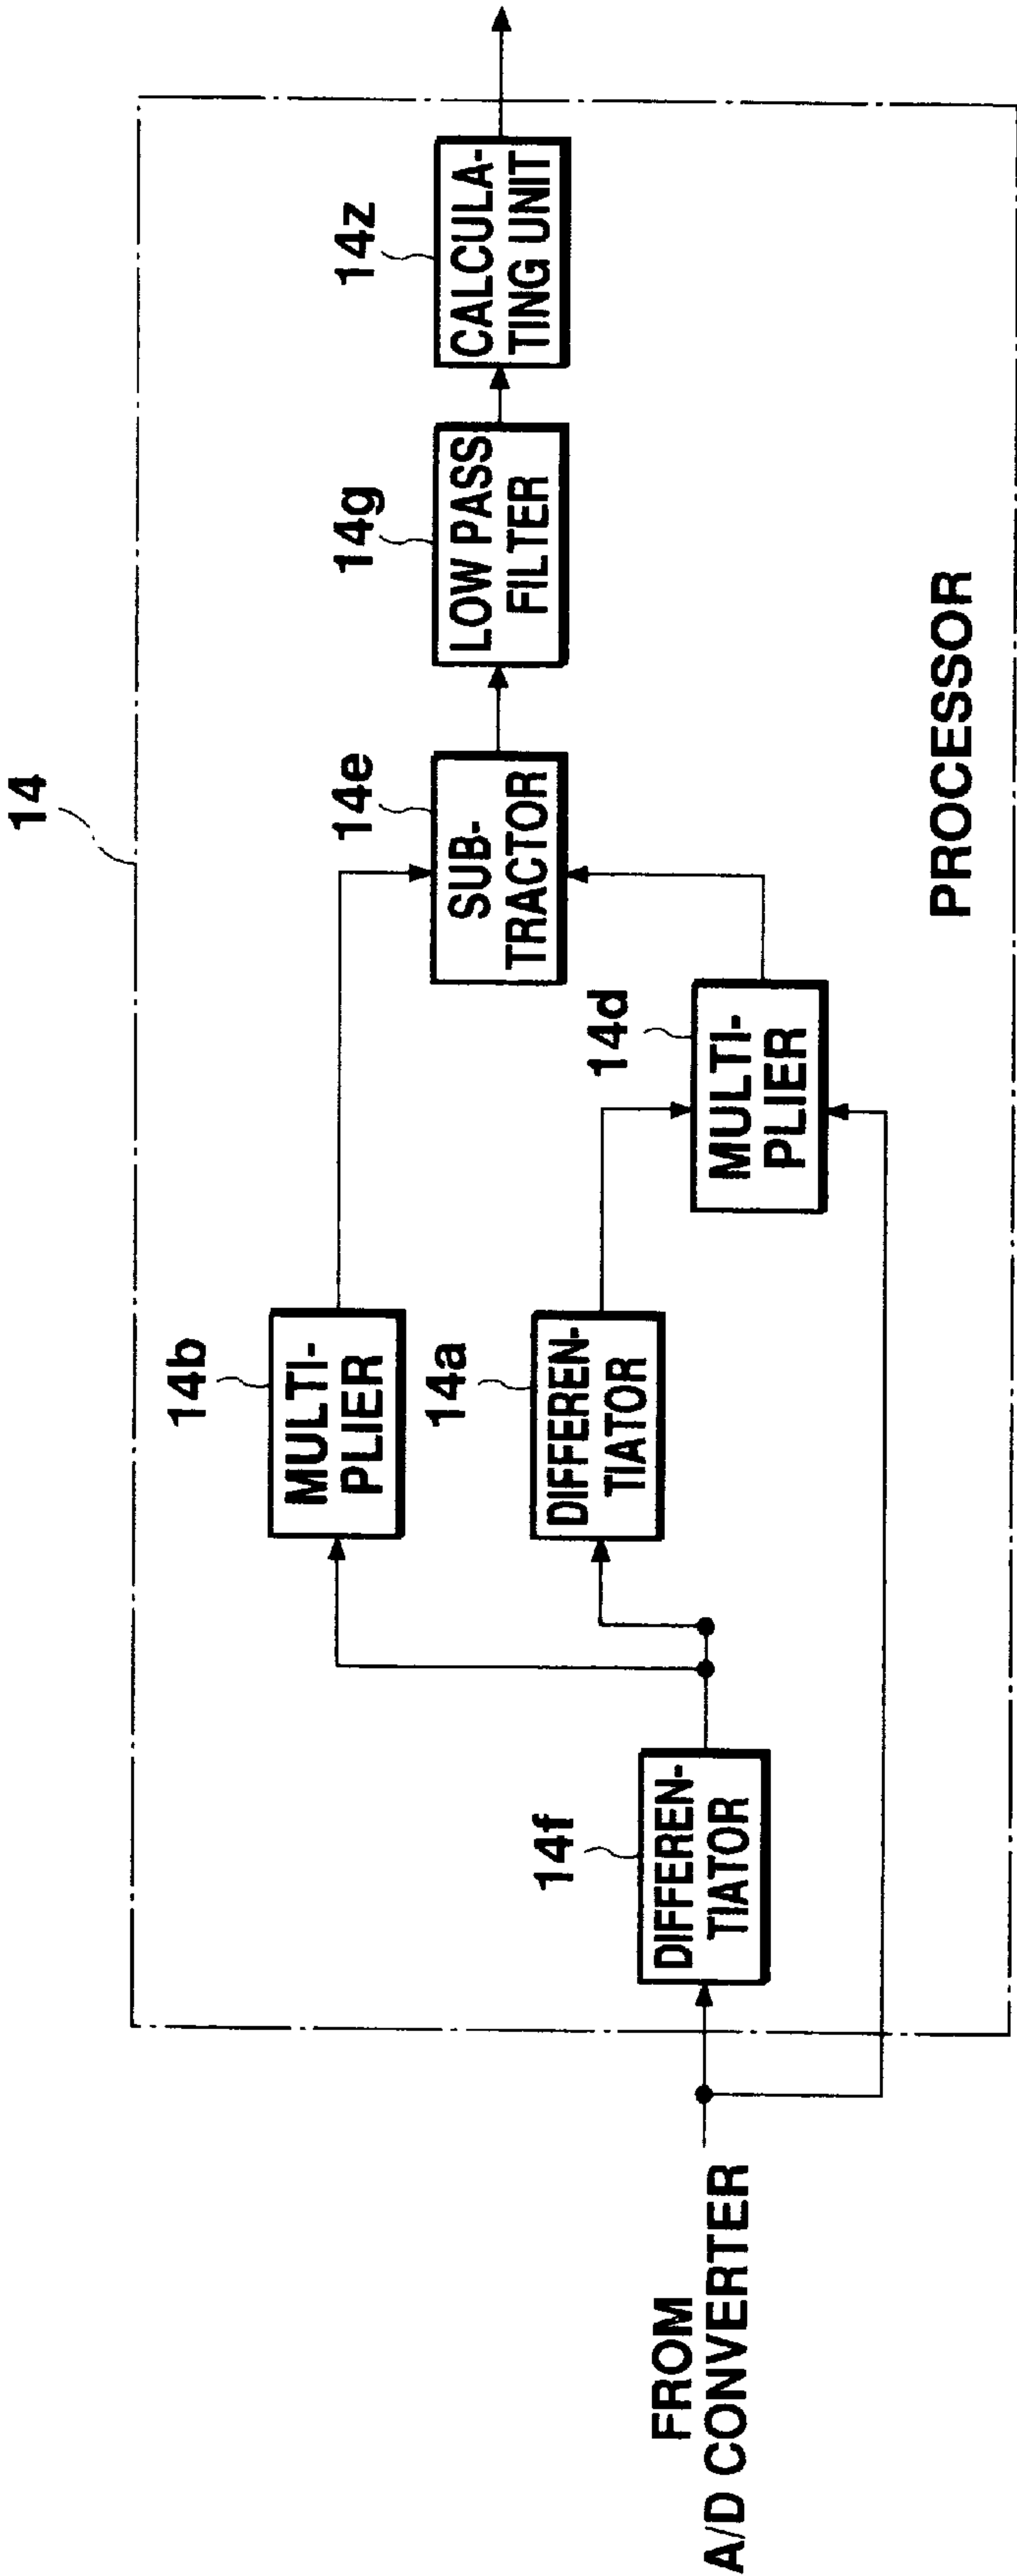 14
14b
MULTI-
PLIER
14a
DIFFEREN-
TIATOR
14f
DIFFEREN-
TIATOR
14d
MULTI-
PLIER
14e
SUB-
TRACTOR
14g
LOW PASS
FILTER
14z
CALCULA-
TING UNIT
FROM
A/D CONVERTER
PROCESSOR